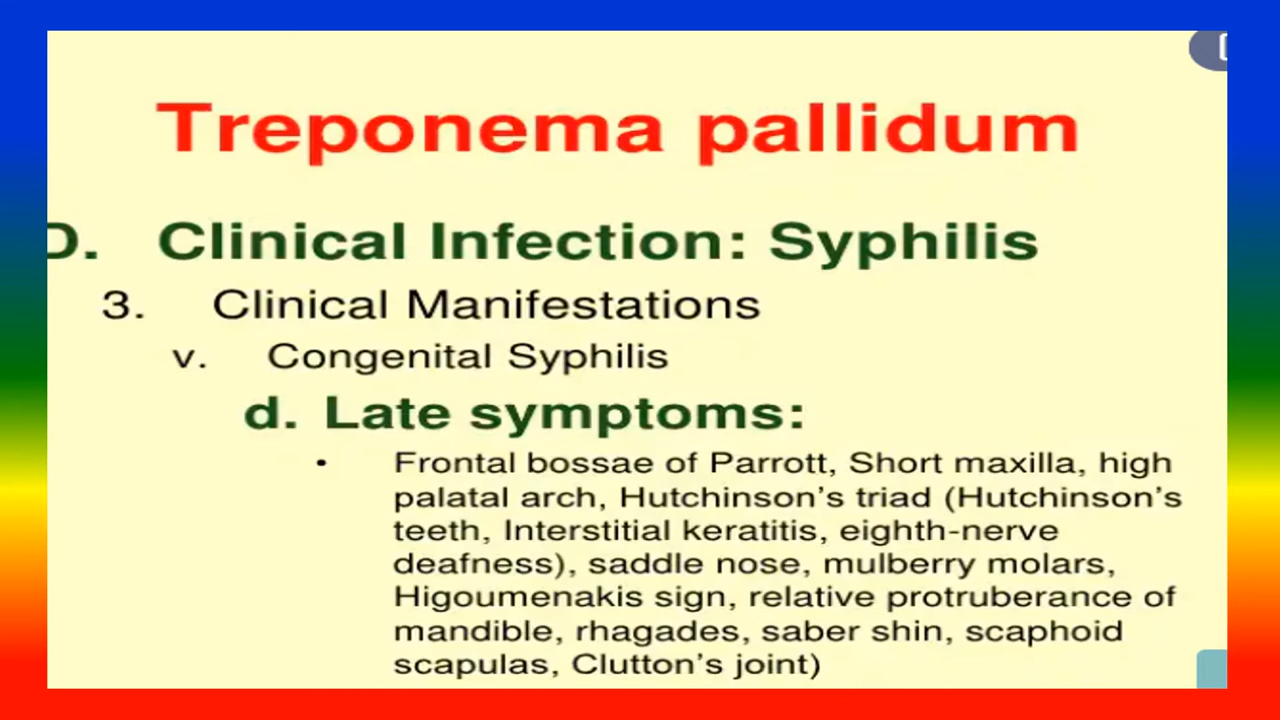 Treponema pallidum
D. Clinical Infection: Syphilis
3. Clinical Manifestations
v. Congenital Syphilis
d. Late symptoms:
• Frontal bossae of Parrott, Short maxilla, high
palatal arch, Hutchinson's triad (Hutchinson's
teeth, Interstitial keratitis, eighth-nerve
deafness), saddle nose, mulberry molars,
Higoumenakis sign, relative protruberance of
mandible, rhagades, saber shin, scaphoid
scapulas, Clutton's joint)